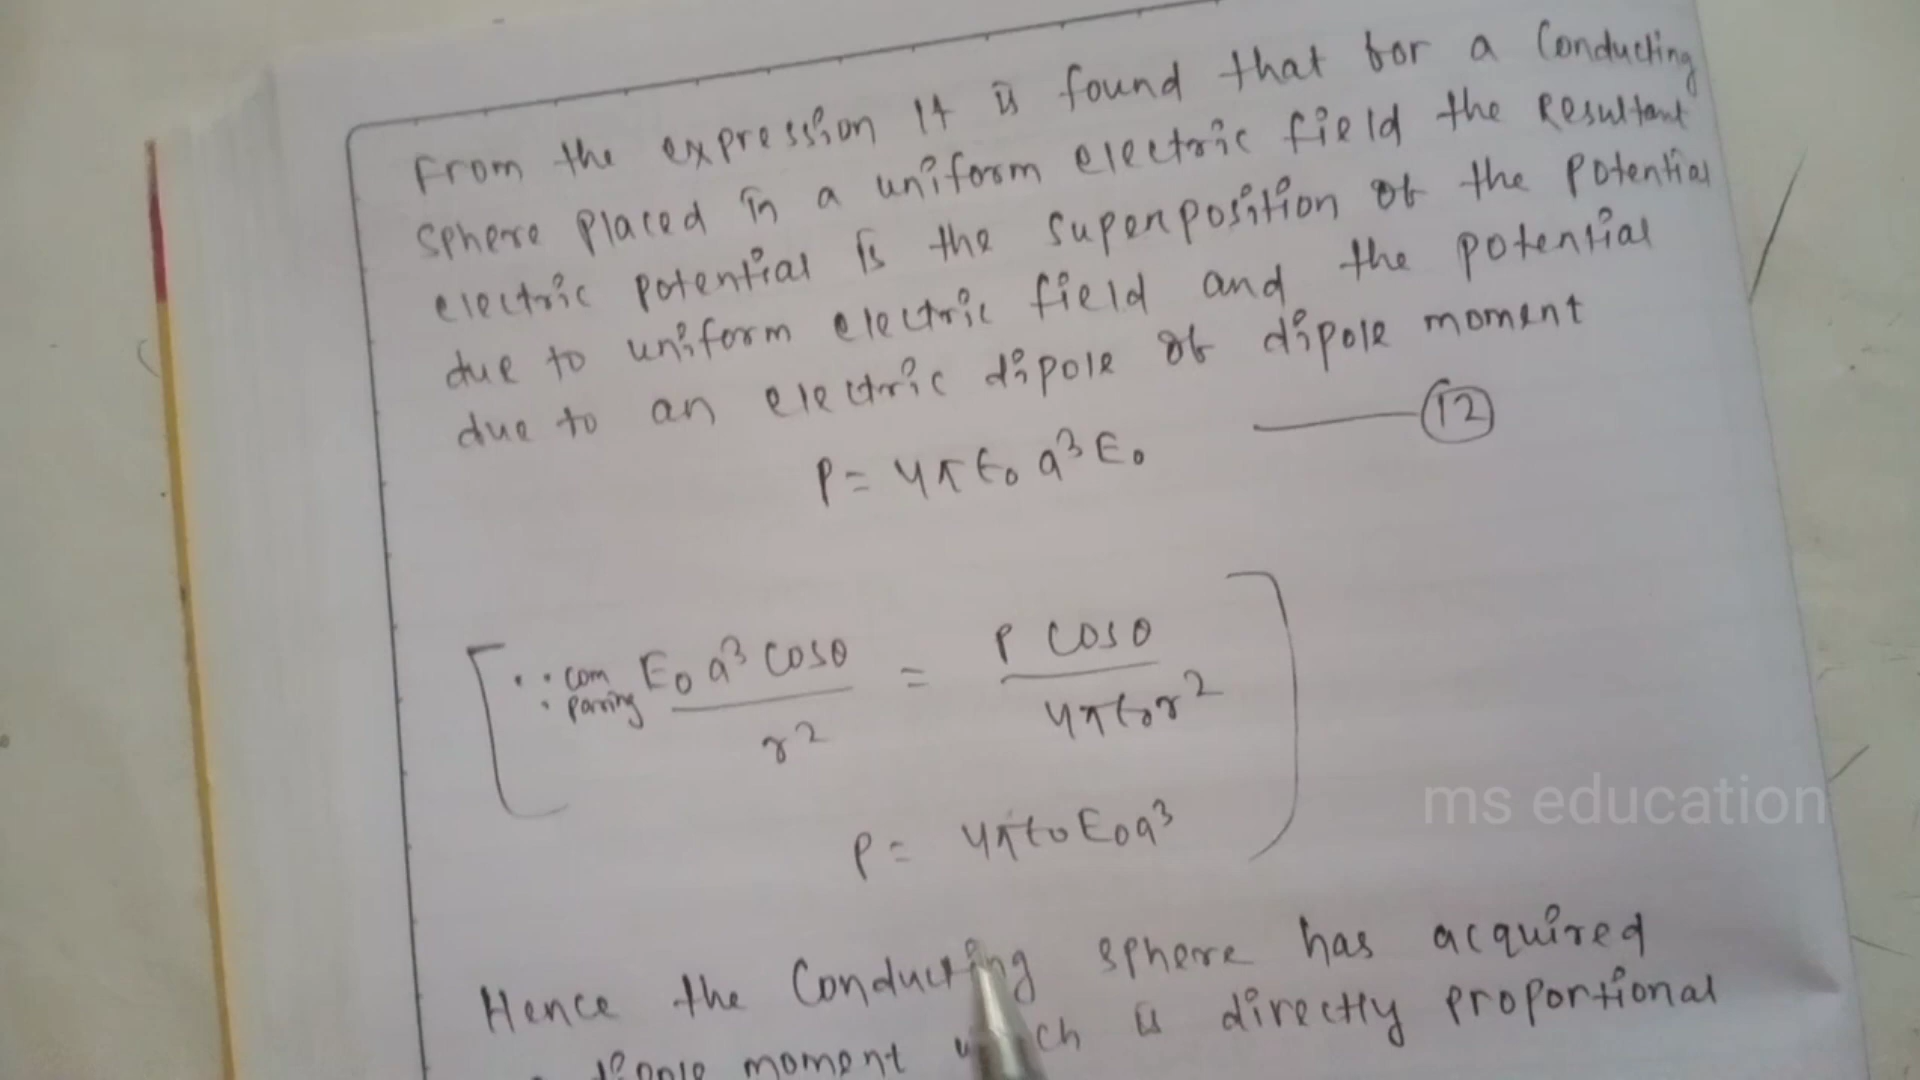 From the expression It is found that for a Conducting
sphere placed in a uniform electric field the Resultant
electric potential is the superposition of the potential
due to uniform electric field and the potential
due to an electric dipole of dipole moment
P = 4πϵ₀ a³E₀ —— (12)
[∵ comparing E₀ a³ cosθ / r² = P cosθ / 4πϵ₀r²
P = 4πϵ₀E₀a³ ]
ms education
Hence the Conducting sphere has acquired
dipole moment which is directly proportional